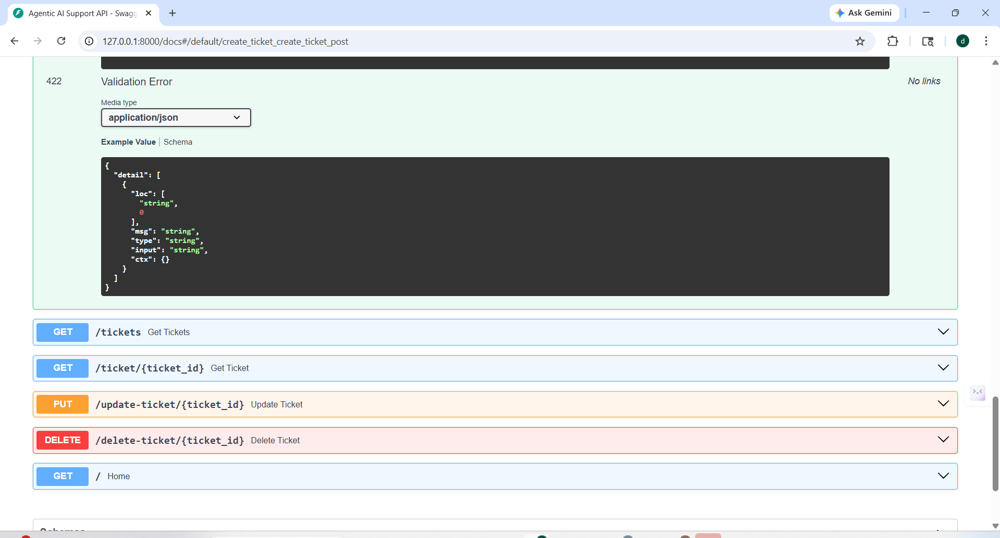 Agentic AI Support API - Swagg
Ask Gemini
127.0.0.1:8000/docs#/default/create_ticket_create_ticket_post
d
422 Validation Error No links
Media type
application/json
Example Value | Schema
{
  "detail": [
    {
      "loc": [
        "string",
        0
      ],
      "msg": "string",
      "type": "string",
      "input": "string",
      "ctx": {}
    }
  ]
}
GET /tickets Get Tickets
GET /ticket/{ticket_id} Get Ticket
PUT /update-ticket/{ticket_id} Update Ticket
DELETE /delete-ticket/{ticket_id} Delete Ticket
GET / Home
Schemas